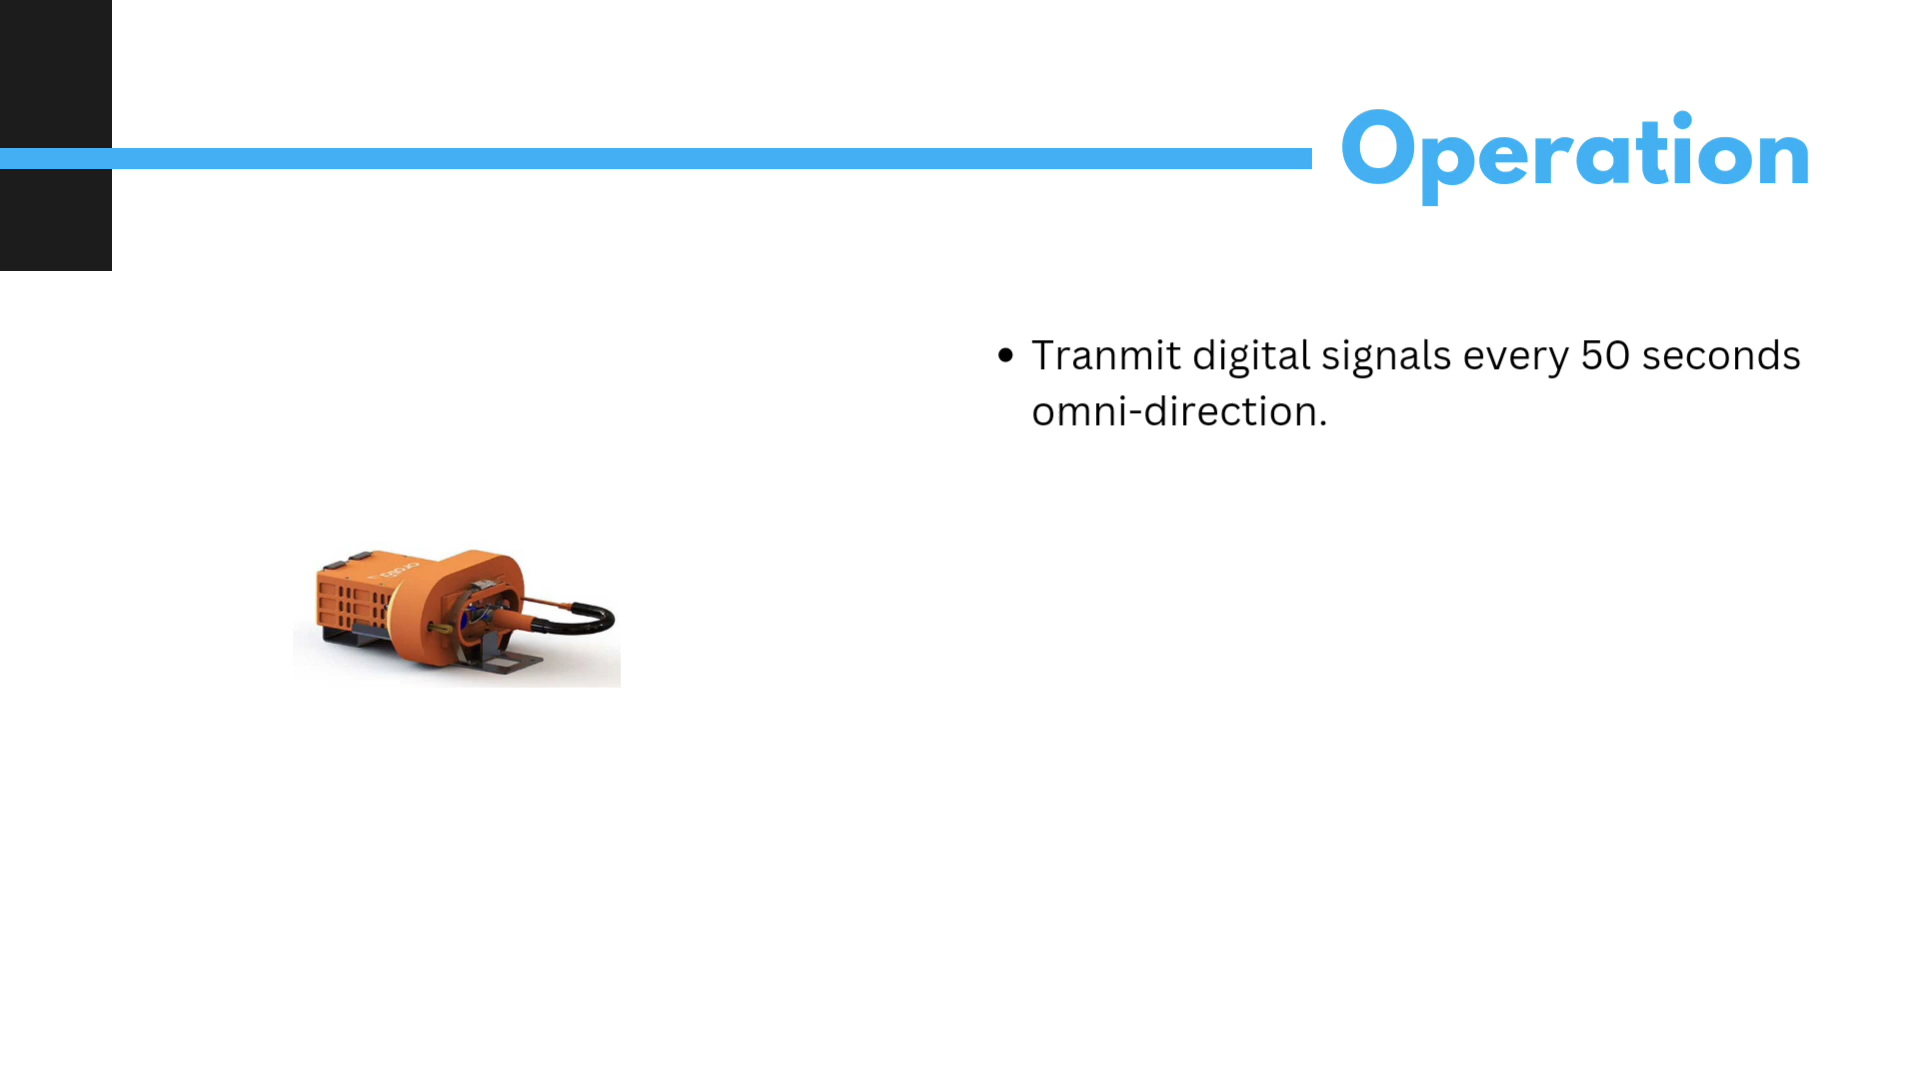 Operation
• Tranmit digital signals every 50 seconds
omni-direction.